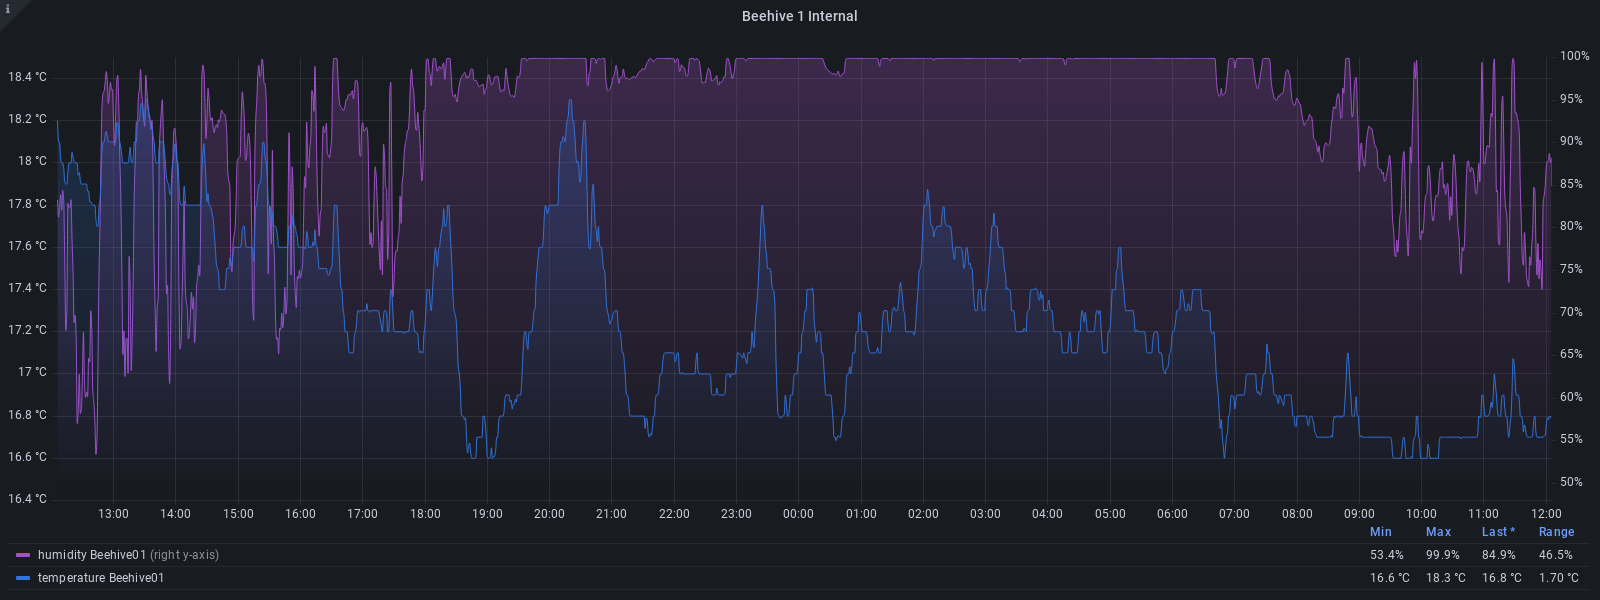 i
Beehive 1 Internal
18.4 °C
18.2 °C
18 °C
17.8 °C
17.6 °C
17.4 °C
17.2 °C
17 °C
16.8 °C
16.6 °C
16.4 °C
100%
95%
90%
85%
80%
75%
70%
65%
60%
55%
50%
13:00 14:00 15:00 16:00 17:00 18:00 19:00 20:00 21:00 22:00 23:00 00:00 01:00 02:00 03:00 04:00 05:00 06:00 07:00 08:00 09:00 10:00 11:00 12:00
Min Max Last * Range
humidity Beehive01 (right y-axis) 53.4% 99.9% 84.9% 46.5%
temperature Beehive01 16.6 °C 18.3 °C 16.8 °C 1.70 °C